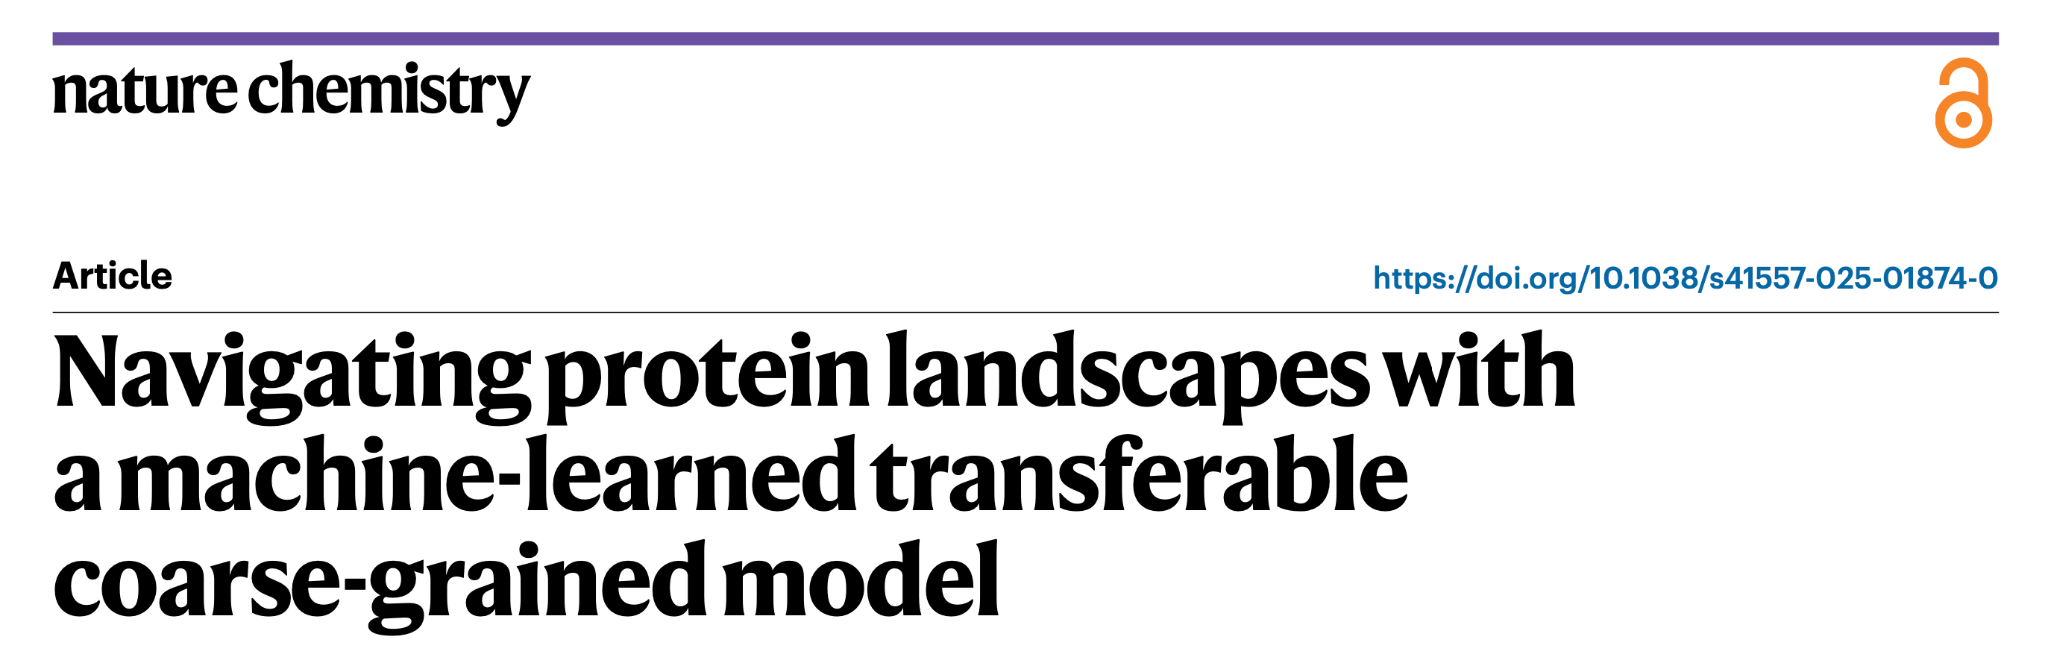 nature chemistry
Article
https://doi.org/10.1038/s41557-025-01874-0
Navigating protein landscapes with
a machine-learned transferable
coarse-grained model